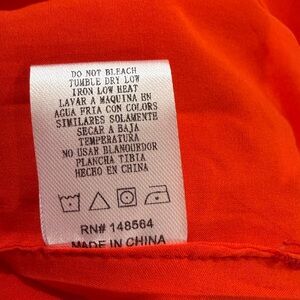 DO NOT BLEACH
TUMBLE DRY LOW
IRON LOW HEAT
LAVAR A MAQUINA EN
AGUA FRIA CON COLORS
SIMILARES SOLAMENTE
SECAR A BAJA
TEMPERATURA
NO USAR BLANQUEDOR
PLANCHA TIBIA
HECHO EN CHINA
RN# 148564
MADE IN CHINA